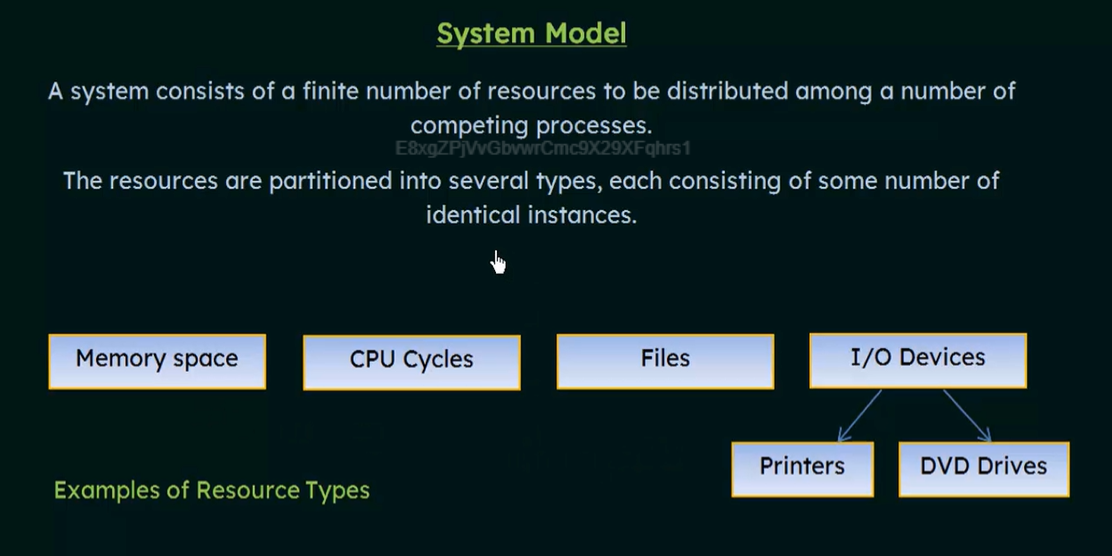 System Model
A system consists of a finite number of resources to be distributed among a number of
competing processes.
E8xgZPjVvGbvwrCmc9X29XFqhrs1
The resources are partitioned into several types, each consisting of some number of
identical instances.
Memory space
CPU Cycles
Files
I/O Devices
Printers
DVD Drives
Examples of Resource Types